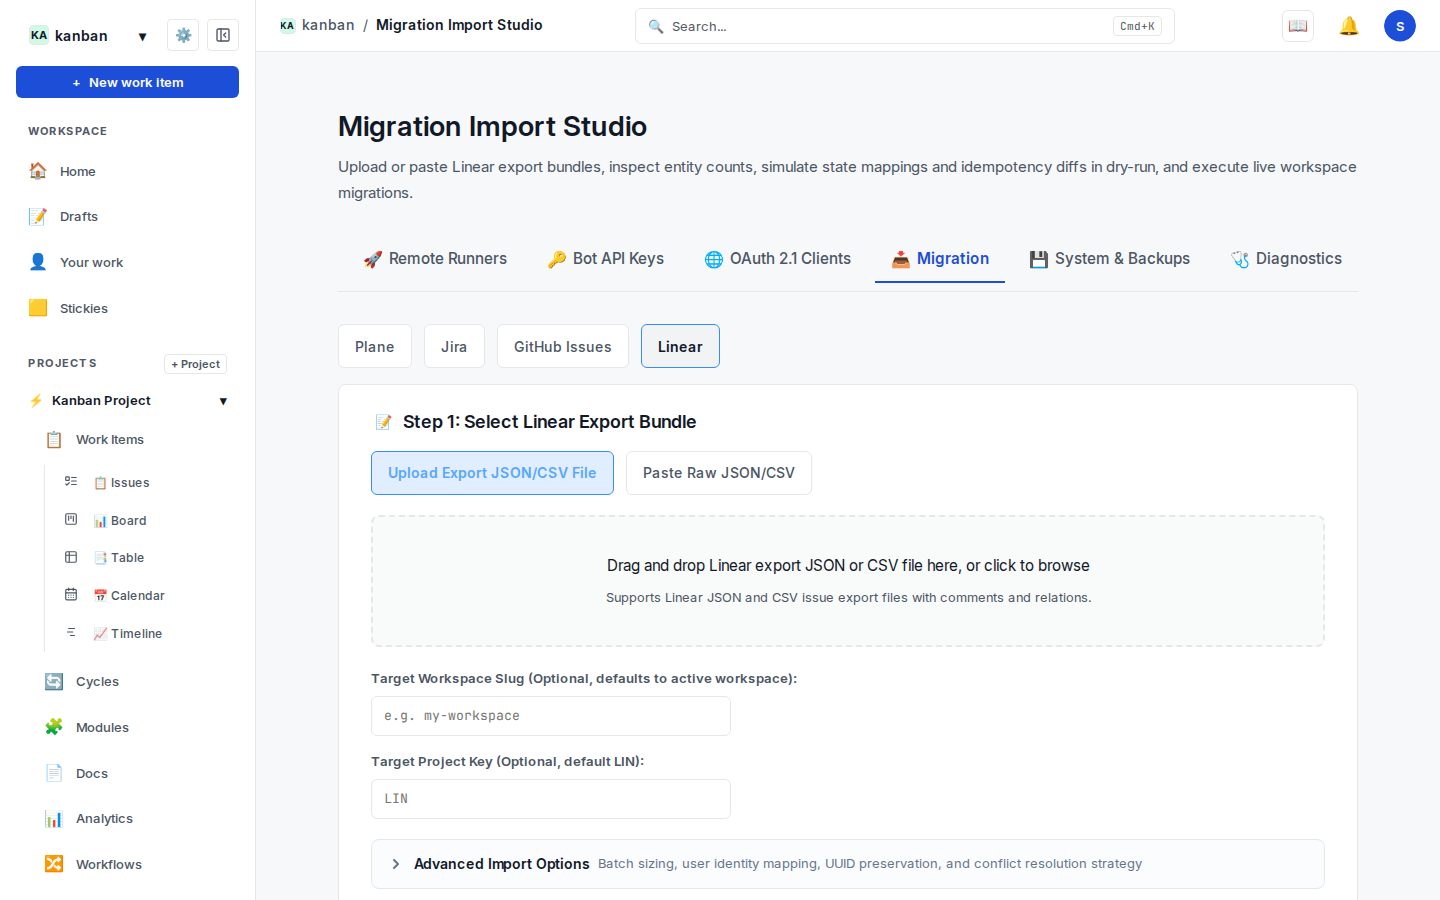 KA kanban ▾
+ New work item
WORKSPACE
Home
Drafts
Your work
Stickies
PROJECTS
+ Project
Kanban Project ▾
Work Items
Issues
Board
Table
Calendar
Timeline
Cycles
Modules
Docs
Analytics
Workflows
KA kanban / Migration Import Studio
Search...
Cmd+K
S
Migration Import Studio
Upload or paste Linear export bundles, inspect entity counts, simulate state mappings and idempotency diffs in dry-run, and execute live workspace
migrations.
Remote Runners
Bot API Keys
OAuth 2.1 Clients
Migration
System & Backups
Diagnostics
Plane
Jira
GitHub Issues
Linear
Step 1: Select Linear Export Bundle
Upload Export JSON/CSV File
Paste Raw JSON/CSV
Drag and drop Linear export JSON or CSV file here, or click to browse
Supports Linear JSON and CSV issue export files with comments and relations.
Target Workspace Slug (Optional, defaults to active workspace):
e.g. my-workspace
Target Project Key (Optional, default LIN):
LIN
Advanced Import Options Batch sizing, user identity mapping, UUID preservation, and conflict resolution strategy